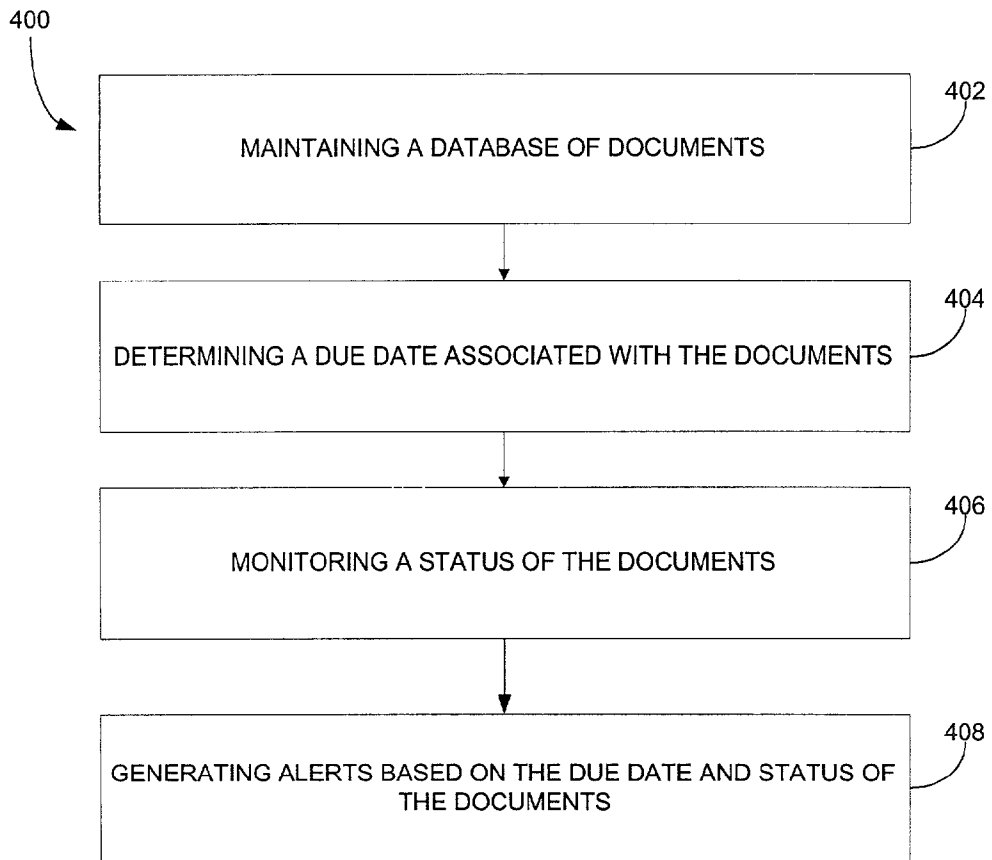 400
402
MAINTAINING A DATABASE OF DOCUMENTS
404
DETERMINING A DUE DATE ASSOCIATED WITH THE DOCUMENTS
406
MONITORING A STATUS OF THE DOCUMENTS
408
GENERATING ALERTS BASED ON THE DUE DATE AND STATUS OF
THE DOCUMENTS